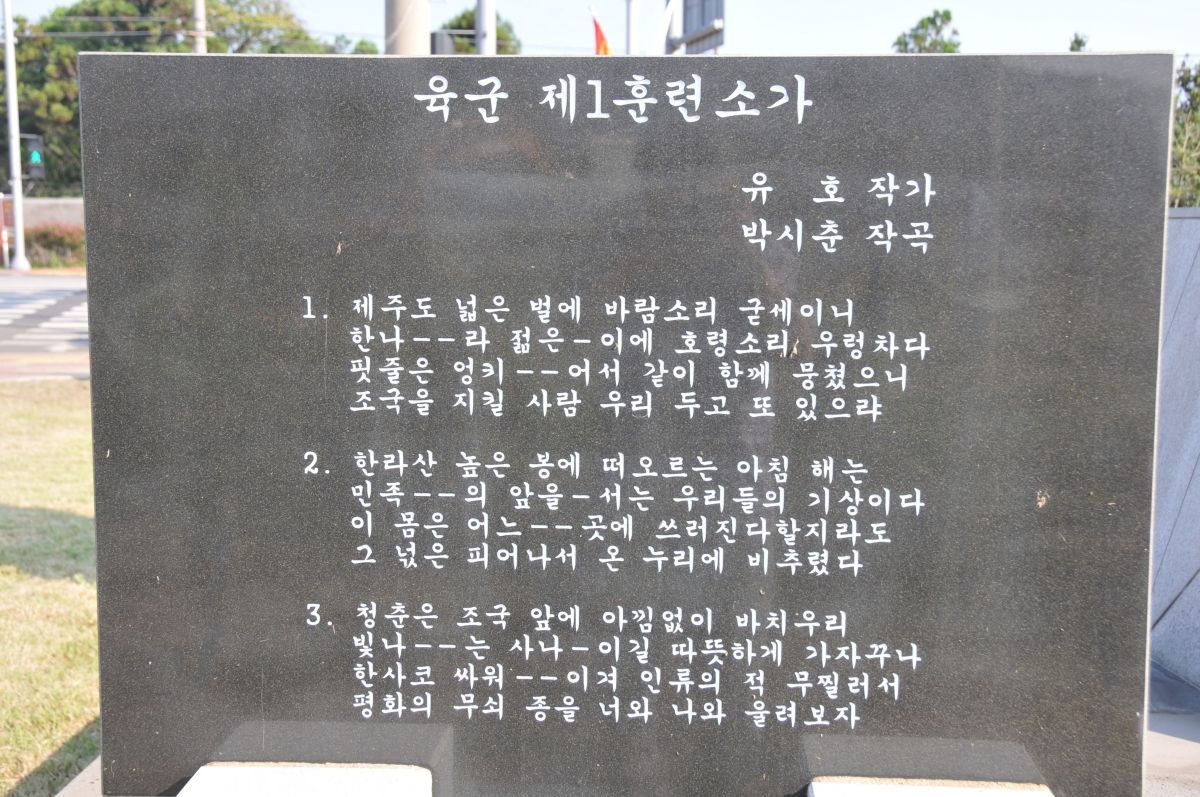 육군 제1훈련소가
유 호 작가
박시춘 작곡
1. 제주도 넓은 벌에 바람소리 굳세이니
한나--라 젊은-이에 호령소리 우렁차다
핏줄은 엉키--어서 같이 함께 뭉쳤으니
조국을 지킬 사람 우리 두고 또 있으랴
2. 한라산 높은 봉에 떠오르는 아침 해는
민족--의 앞을-서는 우리들의 기상이다
이 몸은 어느--곳에 쓰러진다할지라도
그 넋은 피어나서 온 누리에 비추렸다
3. 청춘은 조국 앞에 아낌없이 바치우리
빛나--는 사나-이길 따뜻하게 가자꾸나
한사코 싸워--이겨 인류의 적 무찔러서
평화의 무쇠 종을 너와 나와 울려보자